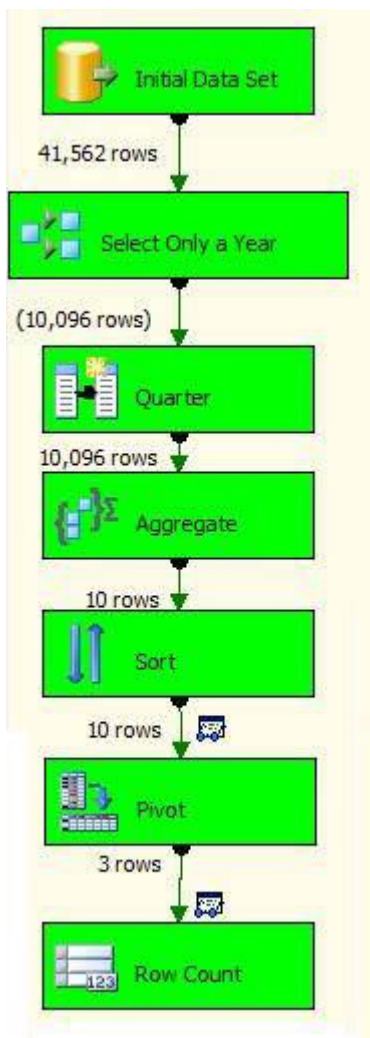 Initial Data Set
41,562 rows
Select Only a Year
(10,096 rows)
Quarter
10,096 rows
Aggregate
10 rows
Sort
10 rows
Pivot
3 rows
123
Row Count